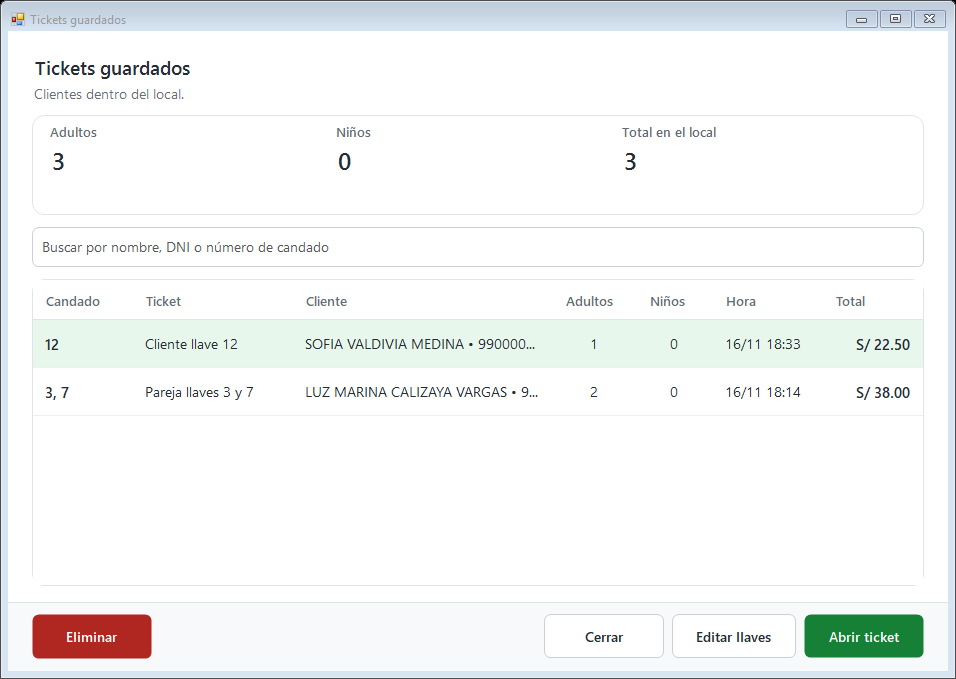 Tickets guardados
Tickets guardados
Clientes dentro del local.
Adultos Niños Total en el local
3 0 3
Buscar por nombre, DNI o número de candado
Candado Ticket Cliente Adultos Niños Hora Total
12 Cliente llave 12 SOFIA VALDIVIA MEDINA • 990000... 1 0 16/11 18:33 S/ 22.50
3, 7 Pareja llaves 3 y 7 LUZ MARINA CALIZAYA VARGAS • 9... 2 0 16/11 18:14 S/ 38.00
Eliminar Cerrar Editar llaves Abrir ticket